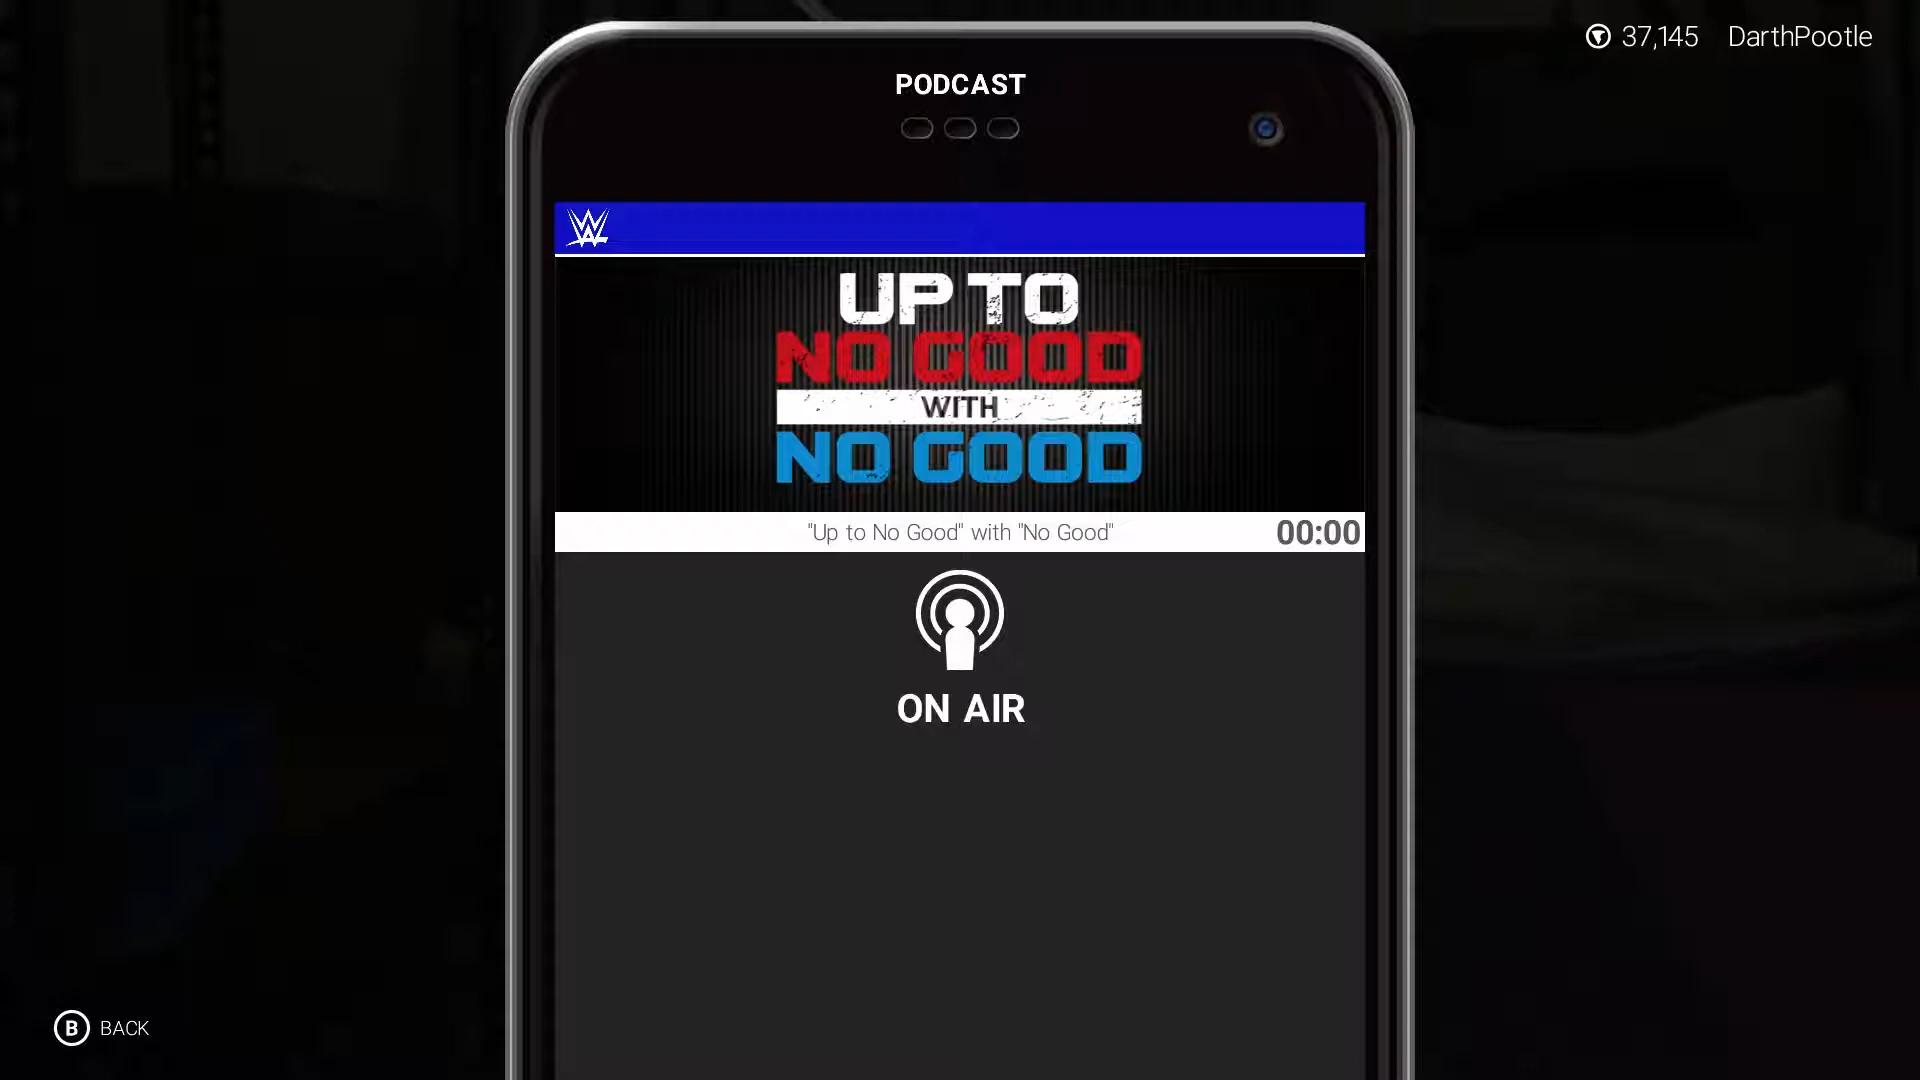 37,145 DarthPootle
PODCAST
W
UP TO
NO GOOD
WITH
NO GOOD
"Up to No Good" with "No Good" 00:00
ON AIR
B BACK